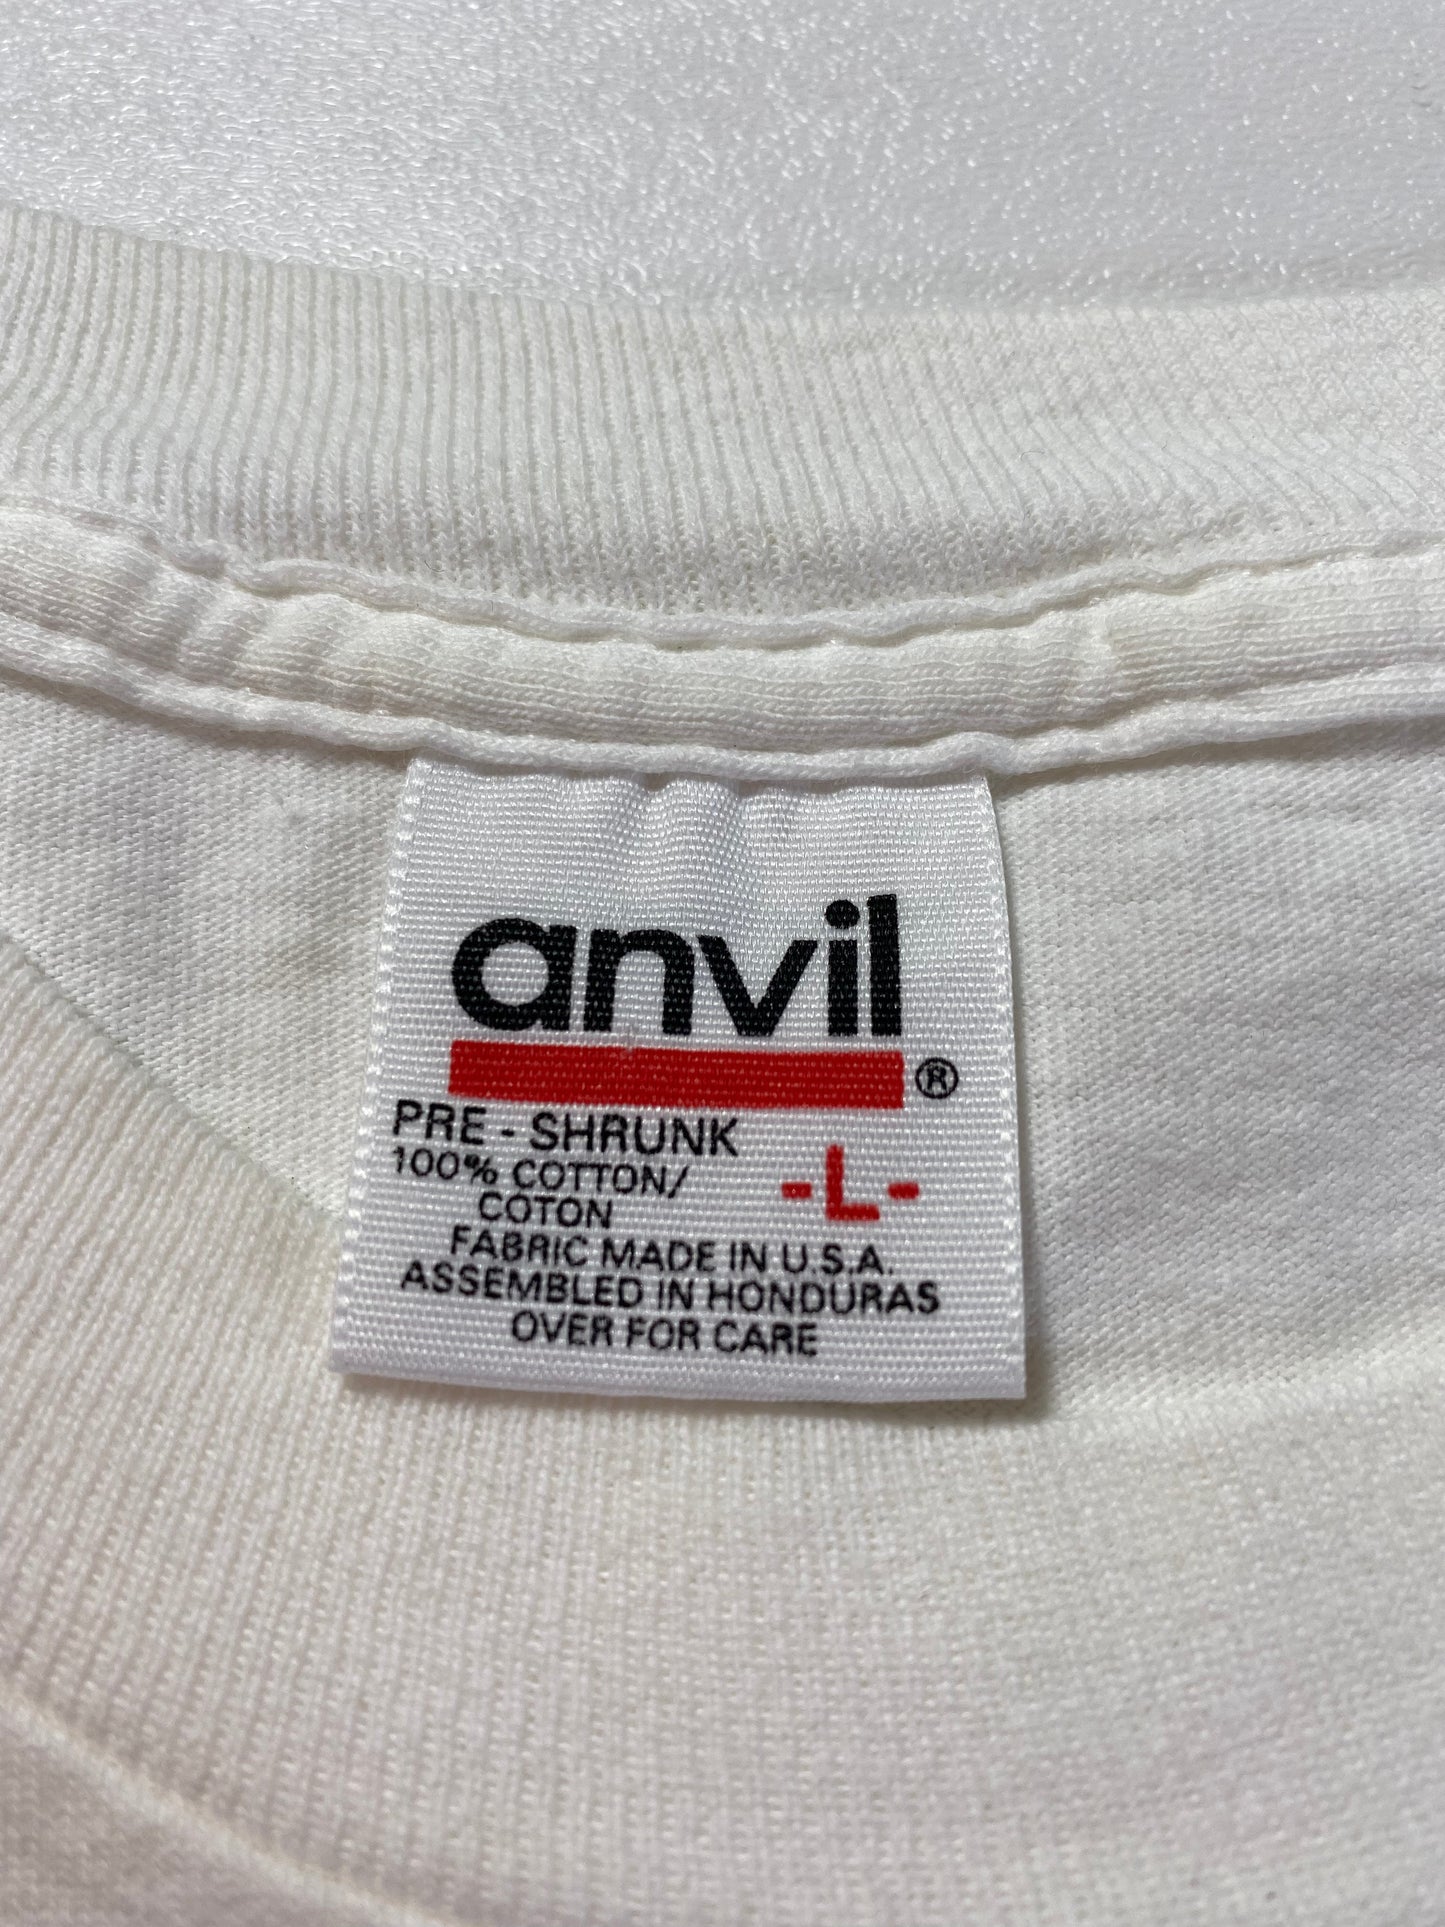 anvil
®
PRE - SHRUNK
100% COTTON/
COTON
-L-
FABRIC MADE IN U.S.A.
ASSEMBLED IN HONDURAS
OVER FOR CARE